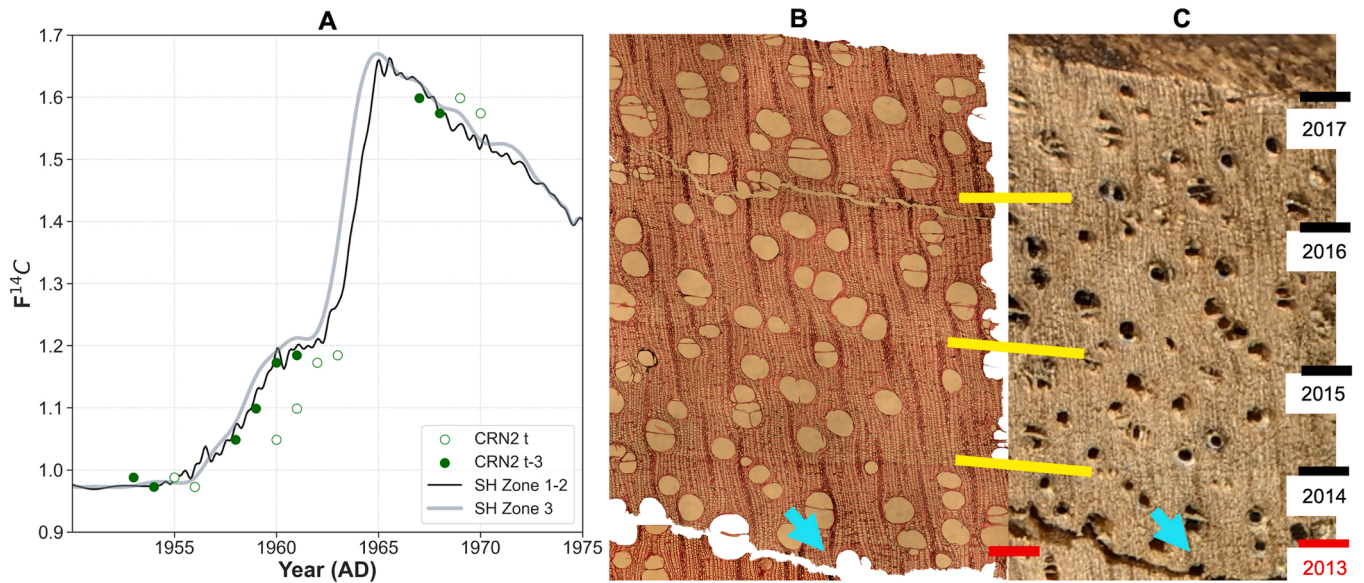 A
B
C
1.7
1.6
1.5
1.4
1.3
1.2
1.1
1.0
0.9
F¹⁴C
1955
1960
1965
1970
1975
Year (AD)
CRN2 t
CRN2 t-3
SH Zone 1-2
SH Zone 3
2017
2016
2015
2014
2013